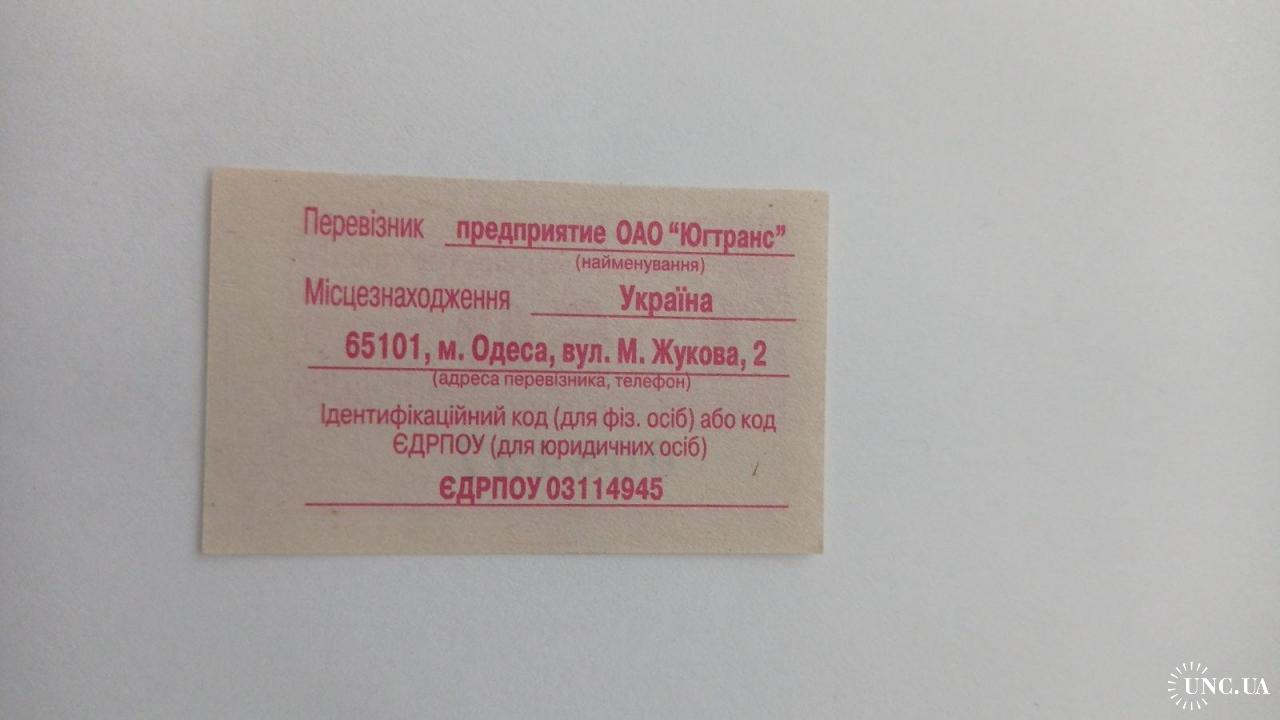 Перевізник предприятие ОАО “Югтранс”
(найменування)
Місцезнаходження Україна
65101, м. Одеса, вул. М. Жукова, 2
(адреса перевізника, телефон)
Ідентифікаційний код (для фіз. осіб) або код
ЄДРПОУ (для юридичних осіб)
ЄДРПОУ 03114945
UNC.UA